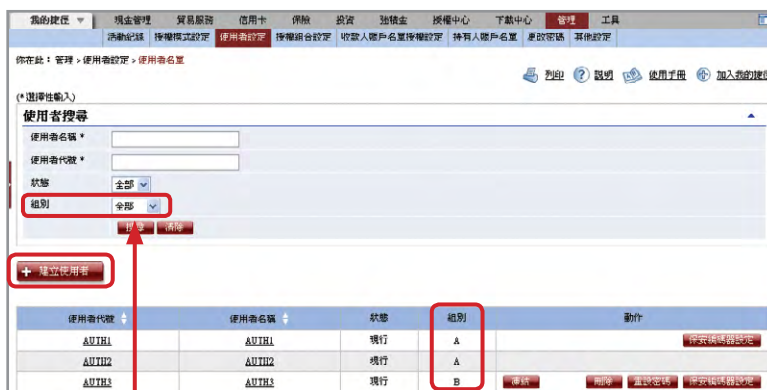 我的捷徑 現金管理 貿易服務 信用卡 保險 投資 強積金 授權中心 下載中心 管理 工具
活動紀錄 授權模式設定 使用者設定 授權組合設定 收款人賬戶名單授權設定 持有人賬戶名單 更改密碼 其他設定
你在此：管理 > 使用者設定 > 使用者名單
列印 說明 使用手冊 加入我的捷徑
(*選擇性輸入)
使用者搜尋
使用者名稱 *
使用者代號 *
狀態 全部
組別 全部
搜尋 清除
+ 建立使用者
使用者代號 使用者名稱 狀態 組別 動作
AUTH1 AUTH1 現行 A 保安編碼器設定
AUTH2 AUTH2 現行 A
AUTH3 AUTH3 現行 B 凍結 刪除 重設密碼 保安編碼器設定